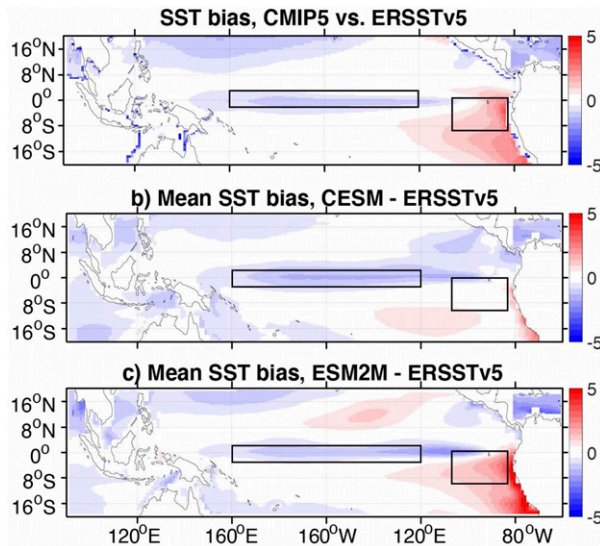 SST bias, CMIP5 vs. ERSSTv5
16°N
8°N
0°
8°S
16°S
5
0
-5
b) Mean SST bias, CESM - ERSSTv5
16°N
8°N
0°
8°S
16°S
5
0
-5
c) Mean SST bias, ESM2M - ERSSTv5
16°N
8°N
0°
8°S
16°S
5
0
-5
120°E 160°E 160°W 120°E 80°W